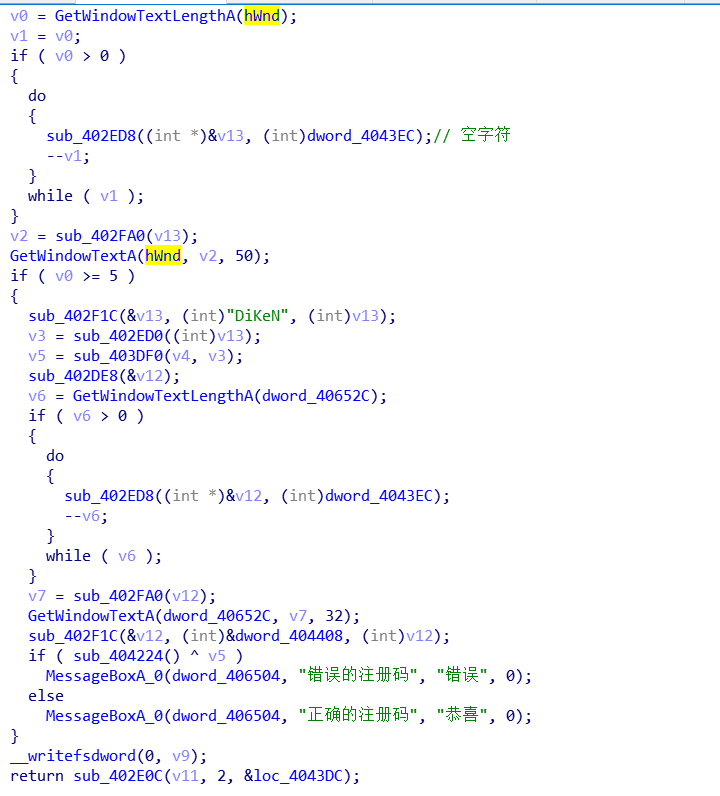 v0 = GetWindowTextLengthA(hWnd);
v1 = v0;
if ( v0 > 0 )
{
  do
  {
    sub_402ED8((int *)&v13, (int)dword_4043EC);// 空字符
    --v1;
  }
  while ( v1 );
}
v2 = sub_402FA0(v13);
GetWindowTextA(hWnd, v2, 50);
if ( v0 >= 5 )
{
  sub_402F1C(&v13, (int)"DiKeN", (int)v13);
  v3 = sub_402ED0((int)v13);
  v5 = sub_403DF0(v4, v3);
  sub_402DE8(&v12);
  v6 = GetWindowTextLengthA(dword_40652C);
  if ( v6 > 0 )
  {
    do
    {
      sub_402ED8((int *)&v12, (int)dword_4043EC);
      --v6;
    }
    while ( v6 );
  }
  v7 = sub_402FA0(v12);
  GetWindowTextA(dword_40652C, v7, 32);
  sub_402F1C(&v12, (int)&dword_404408, (int)v12);
  if ( sub_404224() ^ v5 )
    MessageBoxA_0(dword_406504, "错误的注册码", "错误", 0);
  else
    MessageBoxA_0(dword_406504, "正确的注册码", "恭喜", 0);
}
__writefsdword(0, v9);
return sub_402E0C(v11, 2, &loc_4043DC);